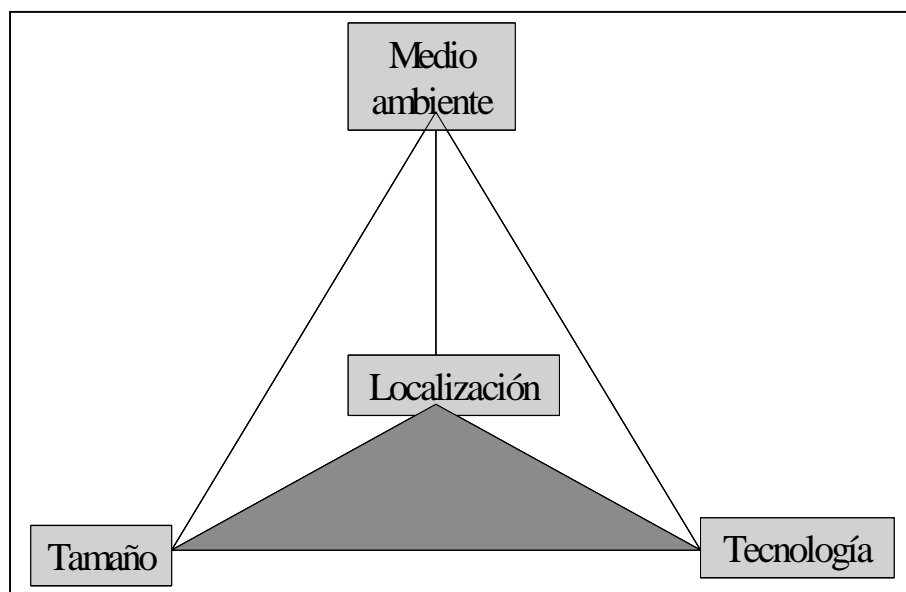 Medio
ambiente
Localización
Tamaño
Tecnología